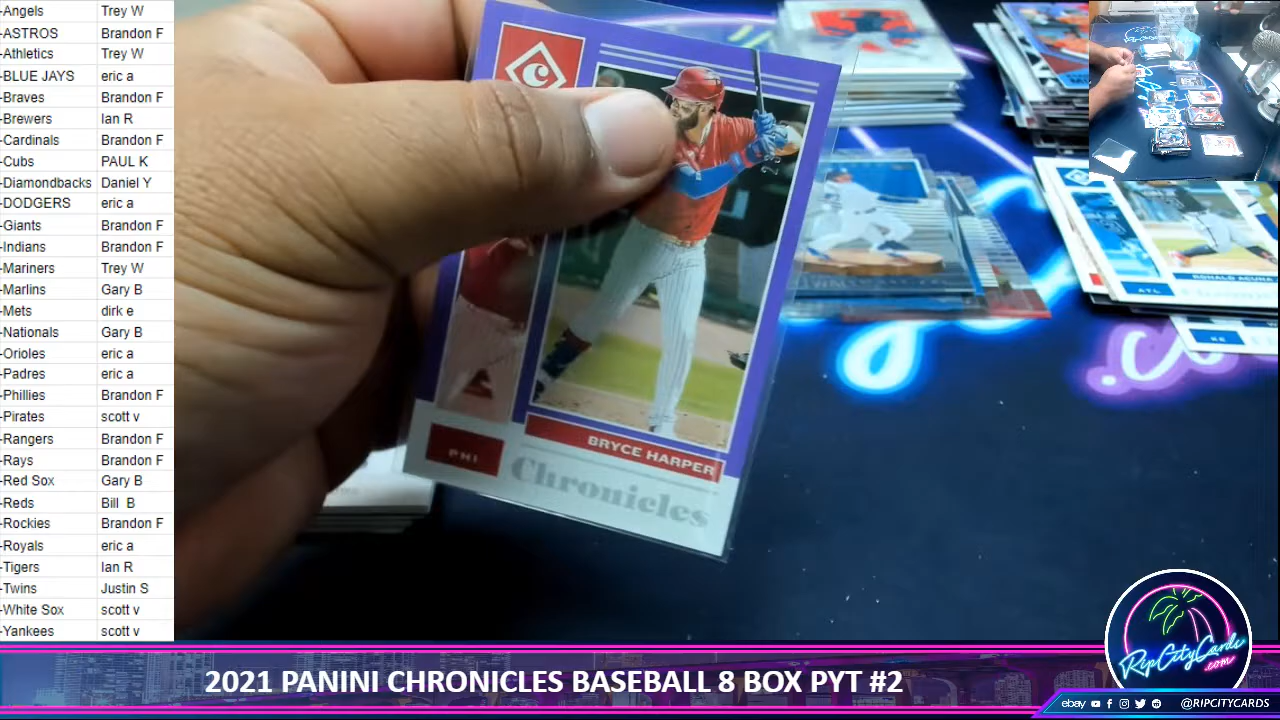 -Angels Trey W
-ASTROS Brandon F
-Athletics Trey W
-BLUE JAYS eric a
-Braves Brandon F
-Brewers Ian R
-Cardinals Brandon F
-Cubs PAUL K
-Diamondbacks Daniel Y
-DODGERS eric a
-Giants Brandon F
-Indians Brandon F
-Mariners Trey W
-Marlins Gary B
-Mets dirk e
-Nationals Gary B
-Orioles eric a
-Padres eric a
-Phillies Brandon F
-Pirates scott v
-Rangers Brandon F
-Rays Brandon F
-Red Sox Gary B
-Reds Bill B
-Rockies Brandon F
-Royals eric a
-Tigers Ian R
-Twins Justin S
-White Sox scott v
-Yankees scott v
C
BRYCE HARPER
PHI
Chronicles
RONALD ACUNA
ATL
.c
RipCityCards
.com
2021 PANINI CHRONICLES BASEBALL 8 BOX PYT #2
ebay @RIPCITYCARDS